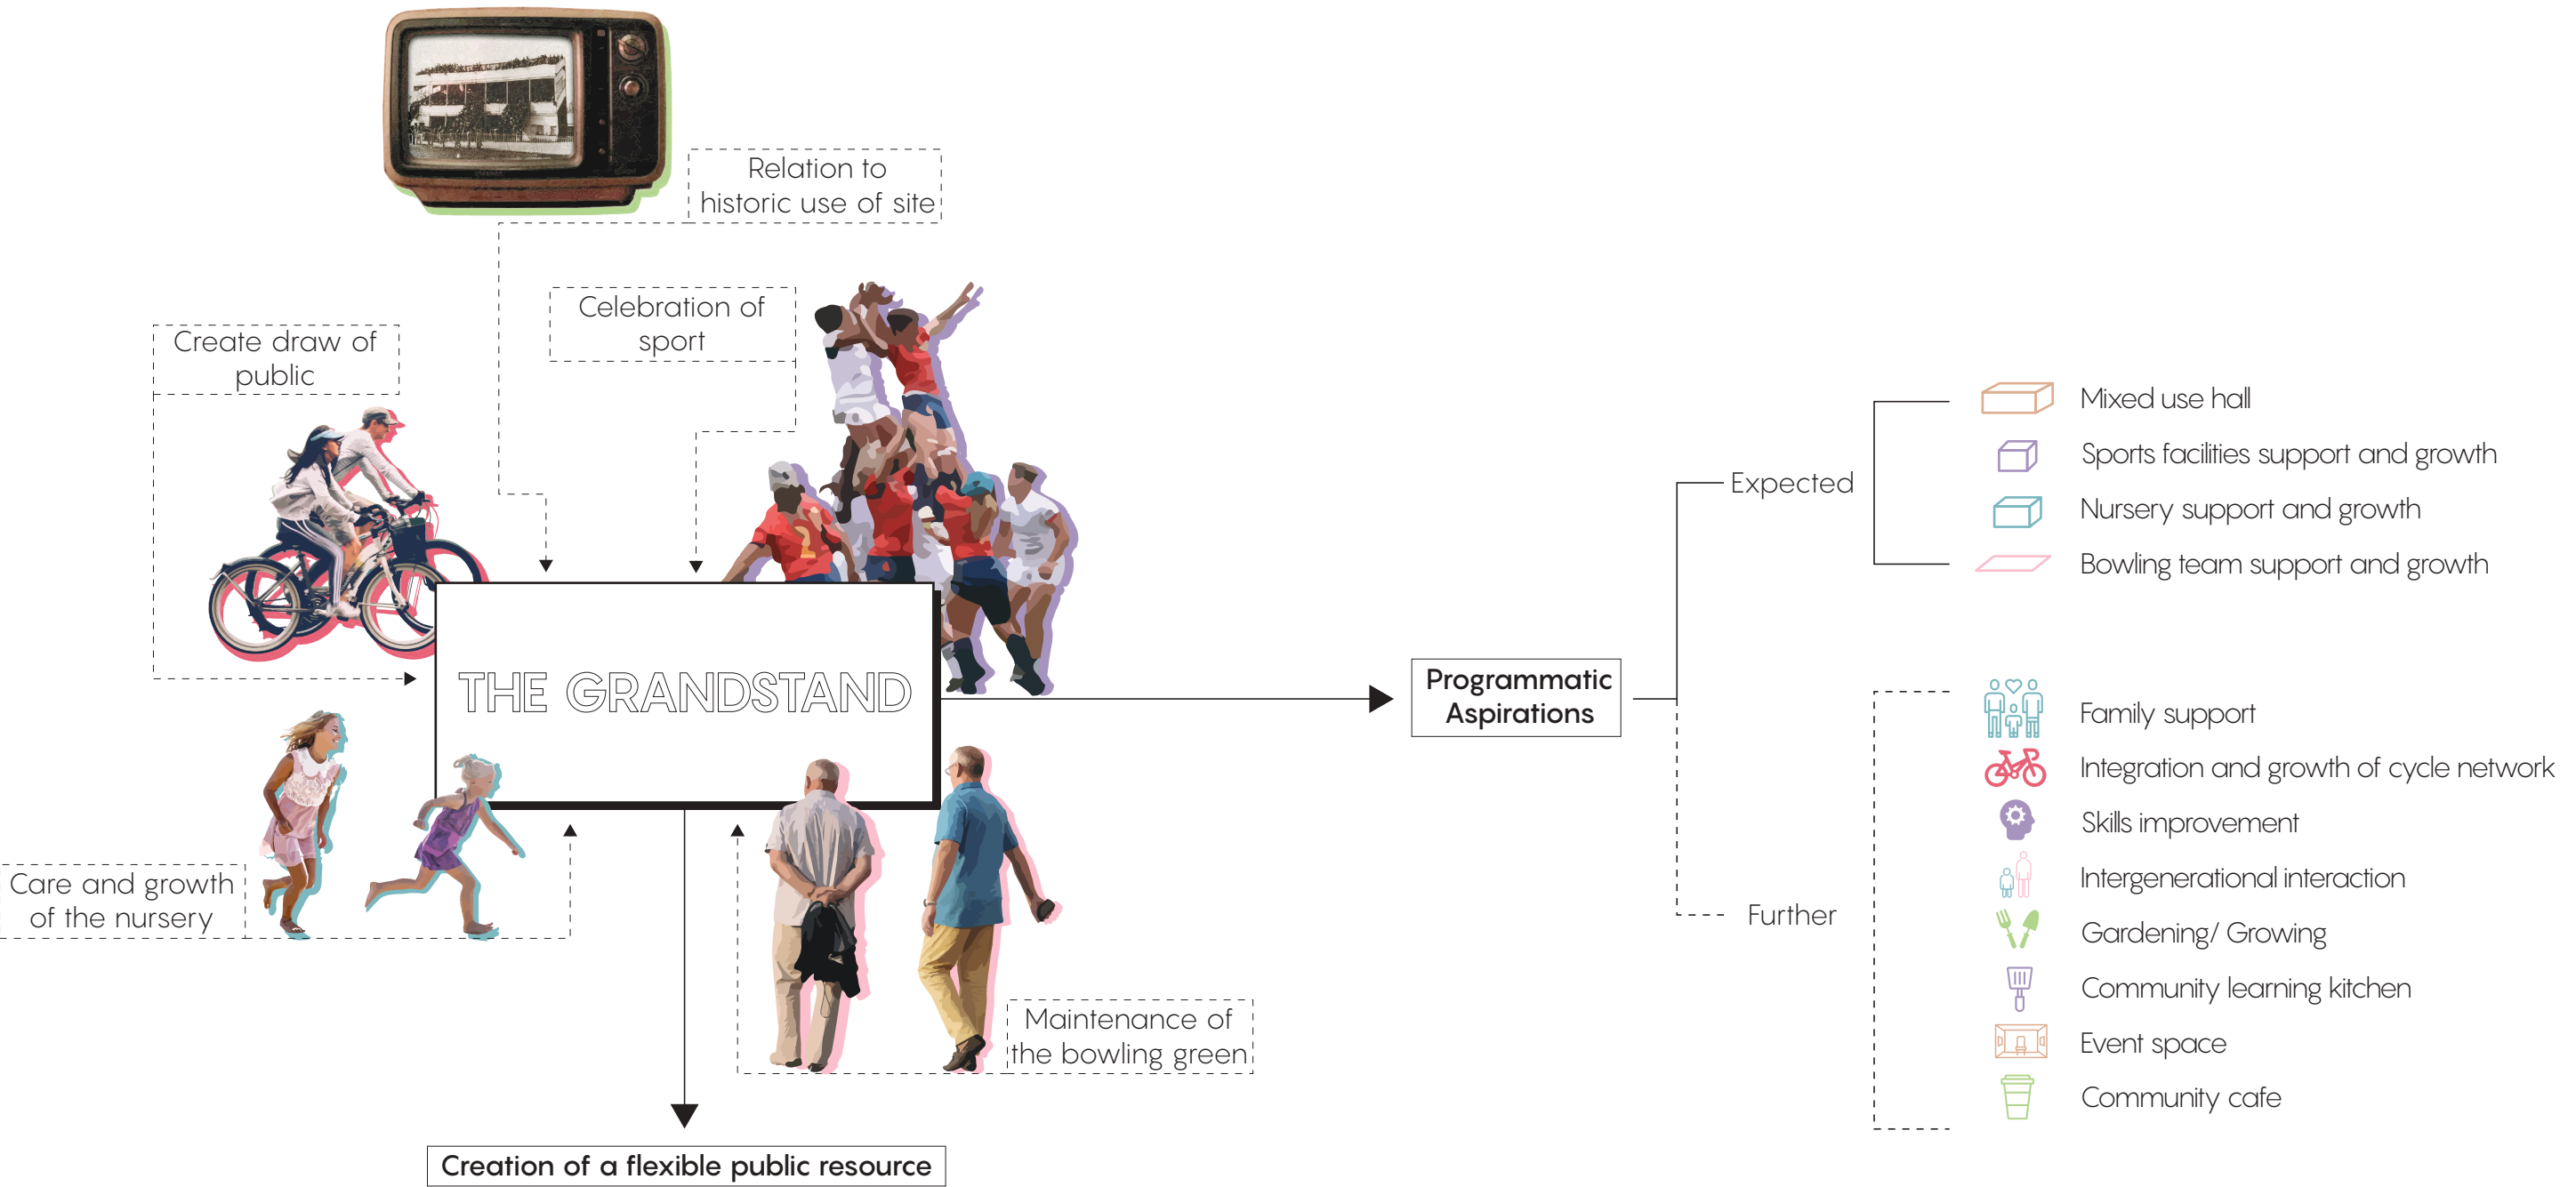 Relation to
historic use of site
Celebration of
sport
Create draw of
public
THE GRANDSTAND
Care and growth
of the nursery
Maintenance of
the bowling green
Creation of a flexible public resource
Programmatic
Aspirations
Expected
Mixed use hall
Sports facilities support and growth
Nursery support and growth
Bowling team support and growth
Further
Family support
Integration and growth of cycle network
Skills improvement
Intergenerational interaction
Gardening/ Growing
Community learning kitchen
Event space
Community cafe